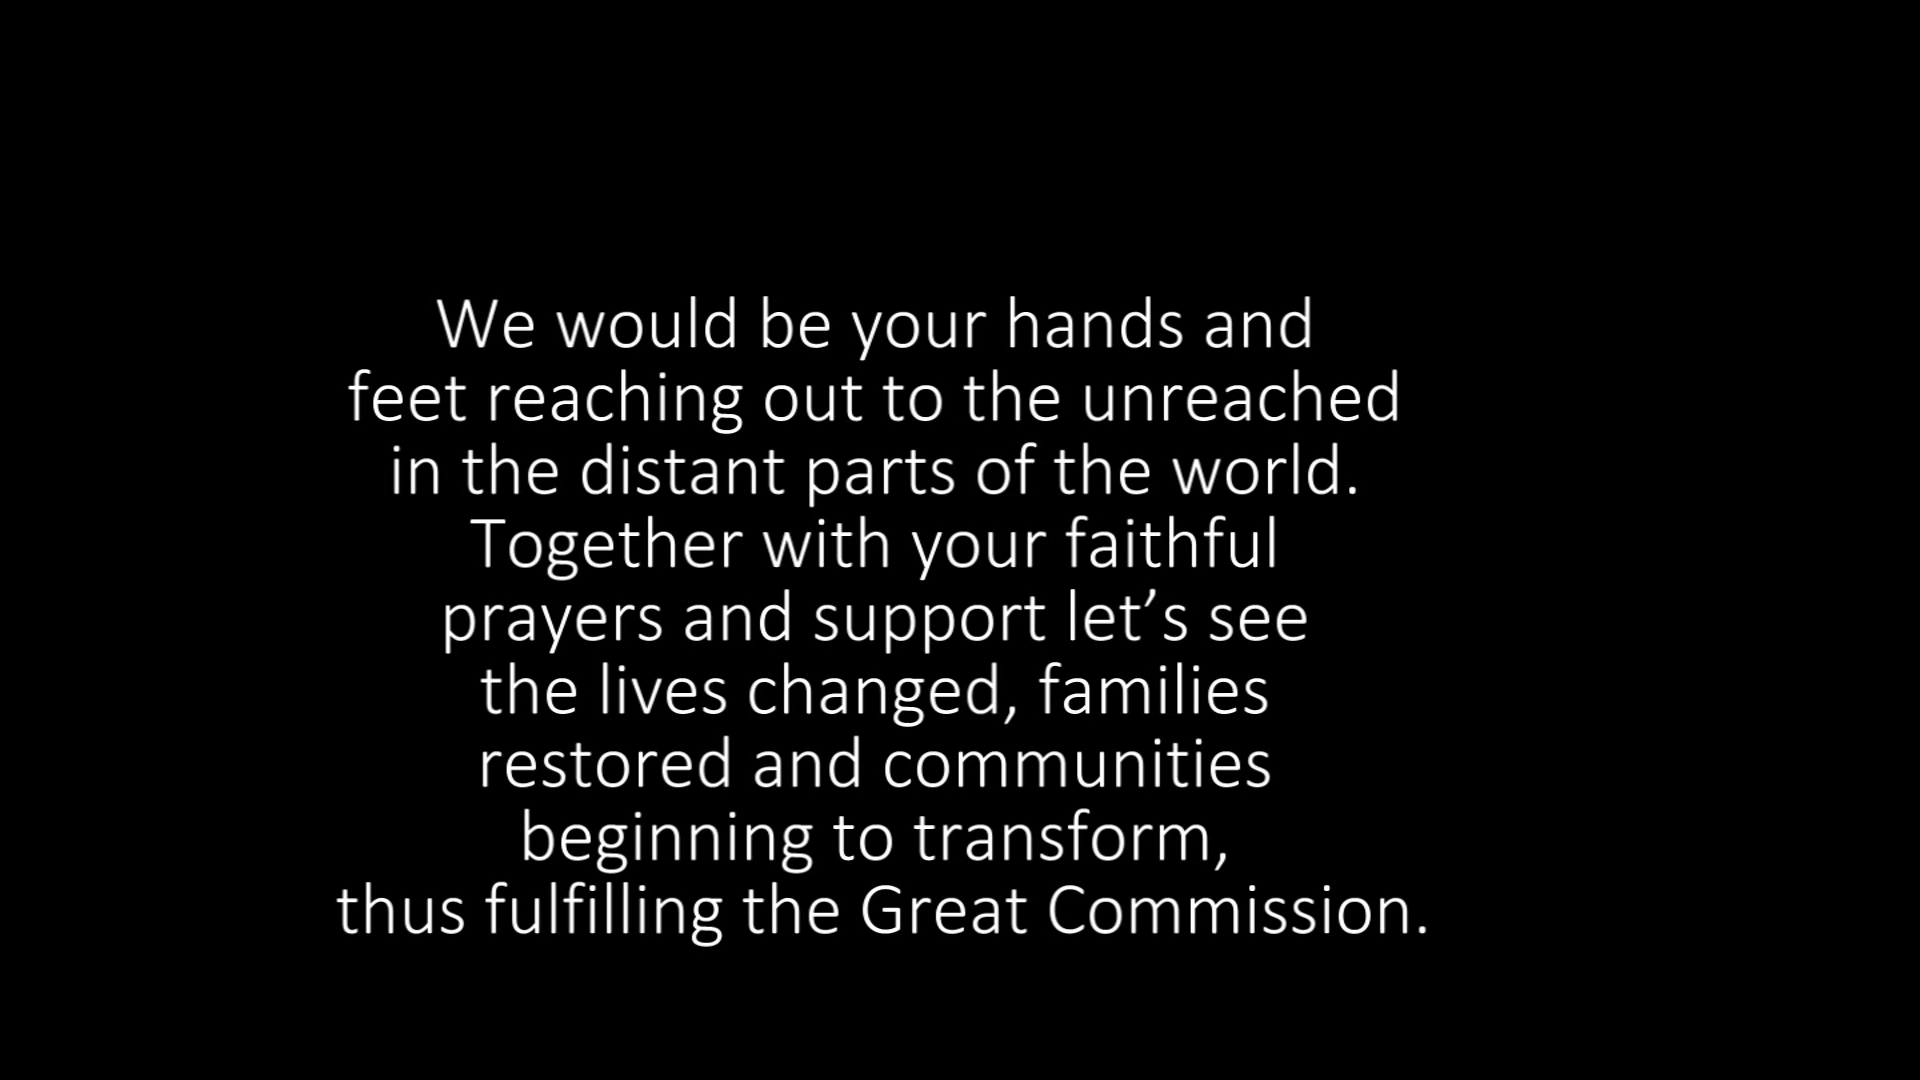 We would be your hands and
feet reaching out to the unreached
in the distant parts of the world.
Together with your faithful
prayers and support let’s see
the lives changed, families
restored and communities
beginning to transform,
thus fulfilling the Great Commission.